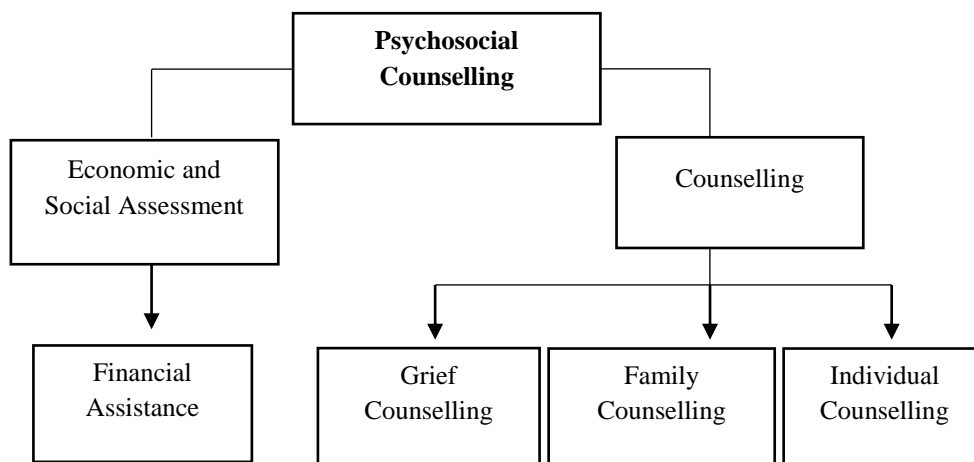 Psychosocial
Counselling
Economic and
Social Assessment
Counselling
Financial
Assistance
Grief
Counselling
Family
Counselling
Individual
Counselling